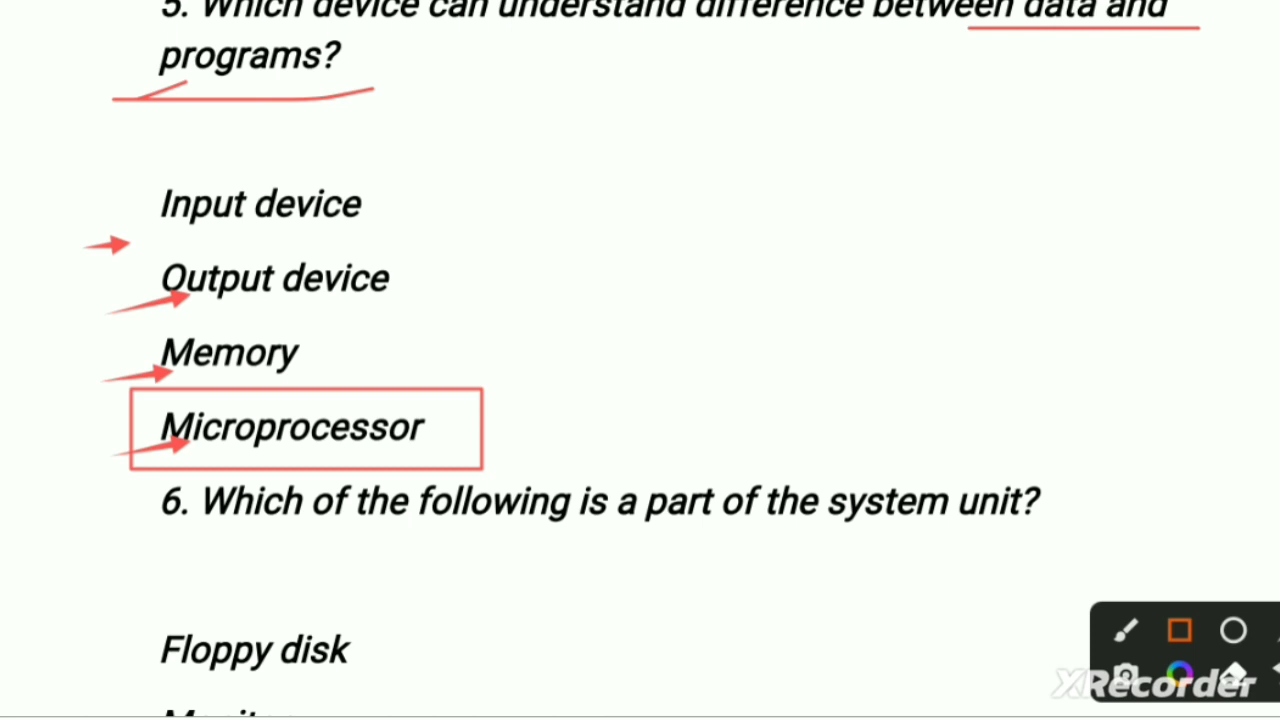 5. Which device can understand difference between data and
programs?
Input device
Output device
Memory
Microprocessor
6. Which of the following is a part of the system unit?
Floppy disk
XRecorder